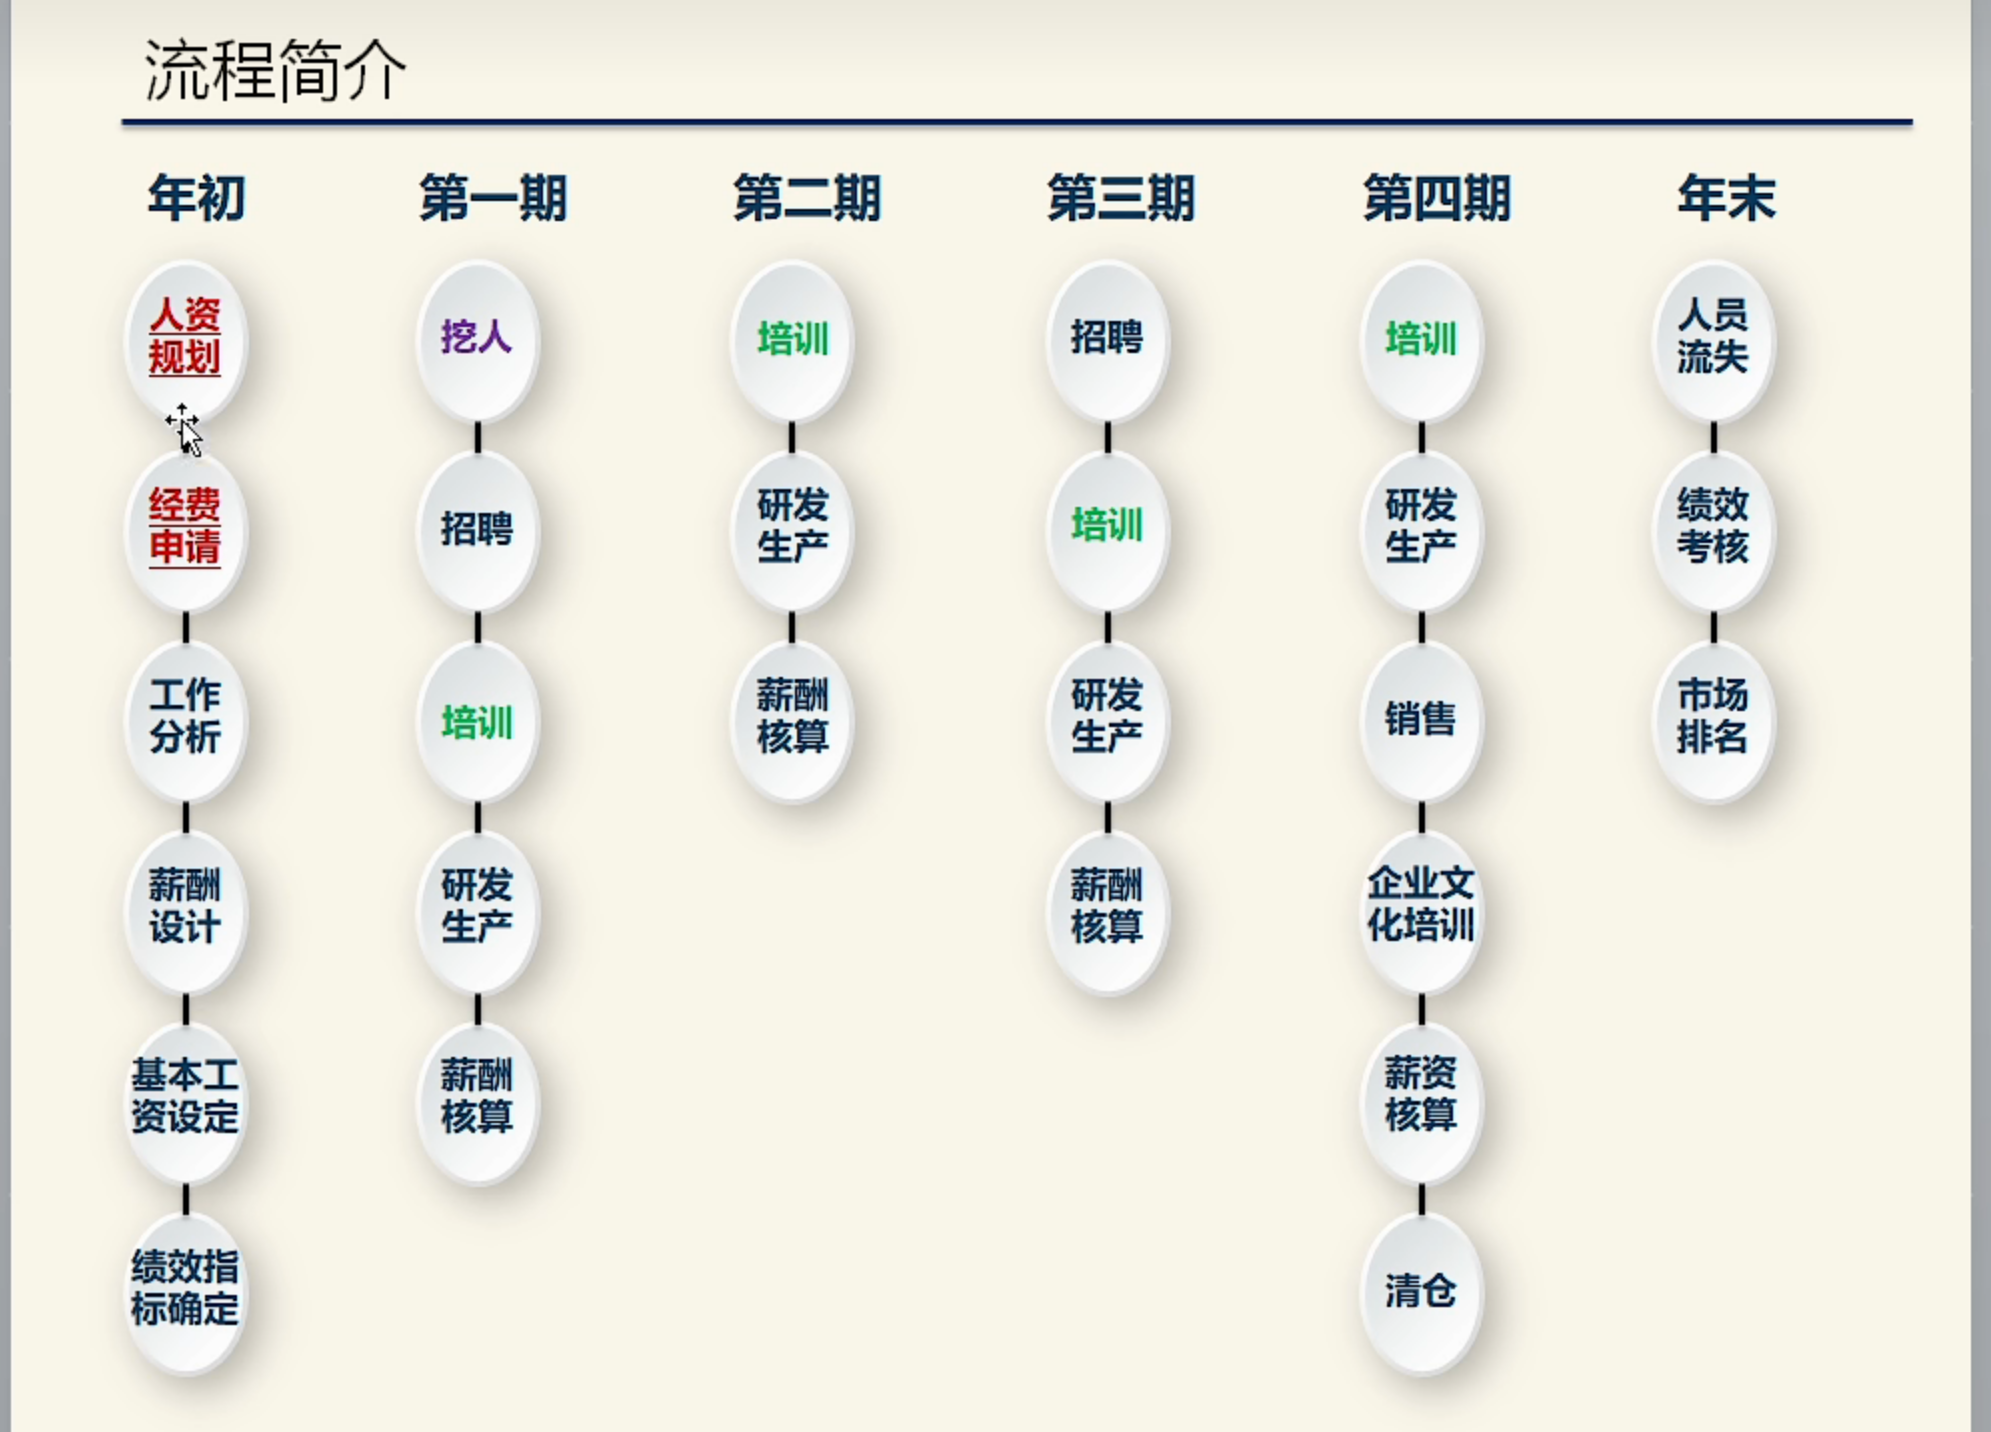 流程简介
年初
第一期
第二期
第三期
第四期
年末
人资
规划
经费
申请
工作
分析
薪酬
设计
基本工
资设定
绩效指
标确定
挖人
招聘
培训
研发
生产
薪酬
核算
培训
研发
生产
薪酬
核算
招聘
培训
研发
生产
薪酬
核算
培训
研发
生产
销售
企业文
化培训
薪资
核算
清仓
人员
流失
绩效
考核
市场
排名